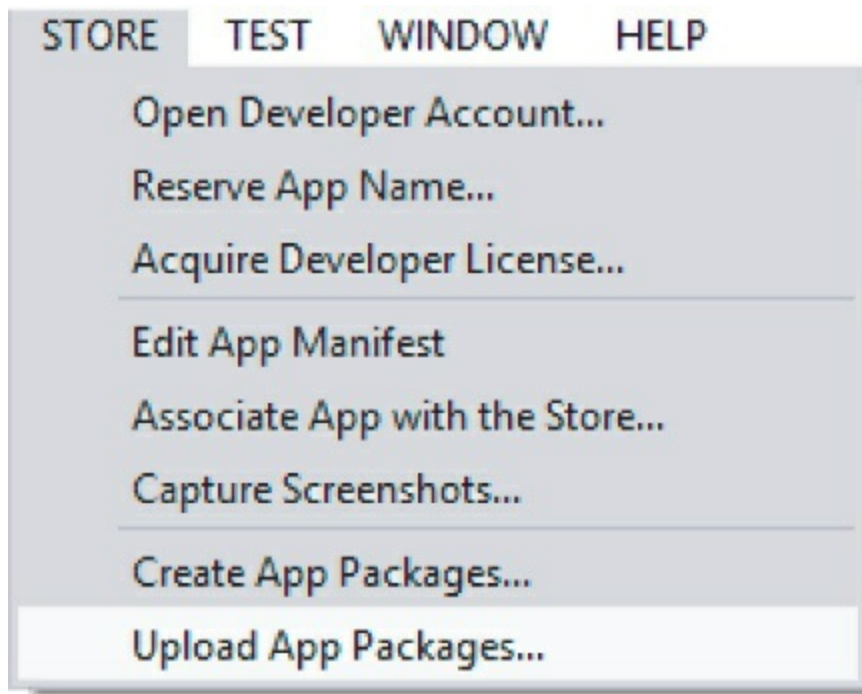 STORE TEST WINDOW HELP
Open Developer Account...
Reserve App Name...
Acquire Developer License...
Edit App Manifest
Associate App with the Store...
Capture Screenshots...
Create App Packages...
Upload App Packages...